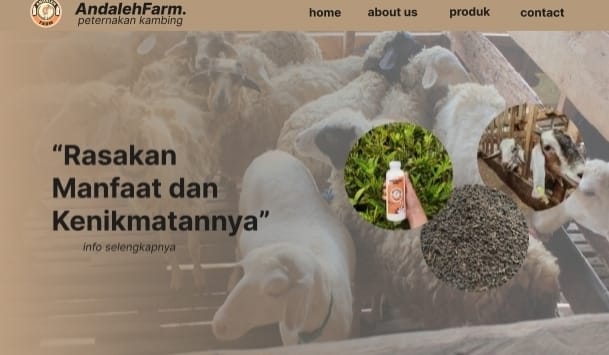 AndalehFarm.
peternakan kambing
home
about us
produk
contact
“Rasakan
Manfaat dan
Kenikmatannya”
info selengkapnya